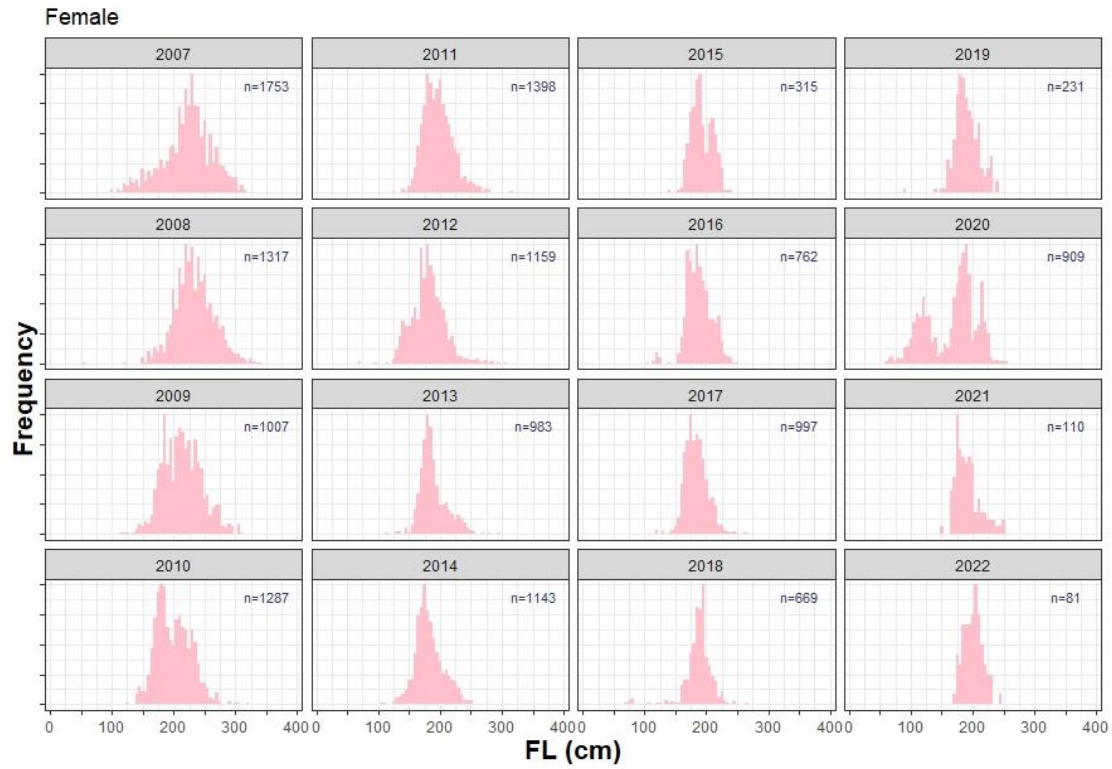 Female
2007 2011 2015 2019
n=1753 n=1398 n=315 n=231
2008 2012 2016 2020
n=1317 n=1159 n=762 n=909
Frequency
2009 2013 2017 2021
n=1007 n=983 n=997 n=110
2010 2014 2018 2022
n=1287 n=1143 n=669 n=81
0 100 200 300 400 0 100 200 300 400 0 100 200 300 400 0 100 200 300 400
FL (cm)